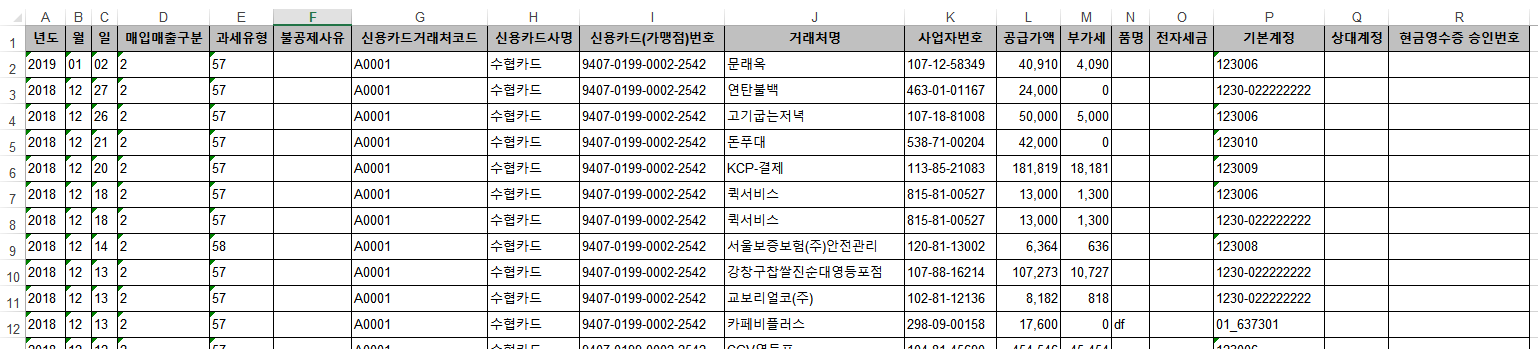 A B C D E F G H I J K L M N O P Q R
1 년도 월 일 매입매출구분 과세유형 불공제사유 신용카드거래처코드 신용카드사명 신용카드(가맹점)번호 거래처명 사업자번호 공급가액 부가세 품명 전자세금 기본계정 상대계정 현금영수증 승인번호
2 2019 01 02 2 57 A0001 수협카드 9407-0199-0002-2542 문래옥 107-12-58349 40,910 4,090 123006
3 2018 12 27 2 57 A0001 수협카드 9407-0199-0002-2542 연탄불백 463-01-01167 24,000 0 1230-022222222
4 2018 12 26 2 57 A0001 수협카드 9407-0199-0002-2542 고기굽는저녁 107-18-81008 50,000 5,000 123006
5 2018 12 21 2 57 A0001 수협카드 9407-0199-0002-2542 돈푸대 538-71-00204 42,000 0 123010
6 2018 12 20 2 57 A0001 수협카드 9407-0199-0002-2542 KCP-결제 113-85-21083 181,819 18,181 123009
7 2018 12 18 2 57 A0001 수협카드 9407-0199-0002-2542 퀵서비스 815-81-00527 13,000 1,300 123006
8 2018 12 18 2 57 A0001 수협카드 9407-0199-0002-2542 퀵서비스 815-81-00527 13,000 1,300 1230-022222222
9 2018 12 14 2 58 A0001 수협카드 9407-0199-0002-2542 서울보증보험(주)안전관리 120-81-13002 6,364 636 123008
10 2018 12 13 2 57 A0001 수협카드 9407-0199-0002-2542 강창구찹쌀진순대영등포점 107-88-16214 107,273 10,727 1230-022222222
11 2018 12 13 2 57 A0001 수협카드 9407-0199-0002-2542 교보리얼코(주) 102-81-12136 8,182 818 1230-022222222
12 2018 12 13 2 57 A0001 수협카드 9407-0199-0002-2542 카페비플러스 298-09-00158 17,600 0 df 01_637301